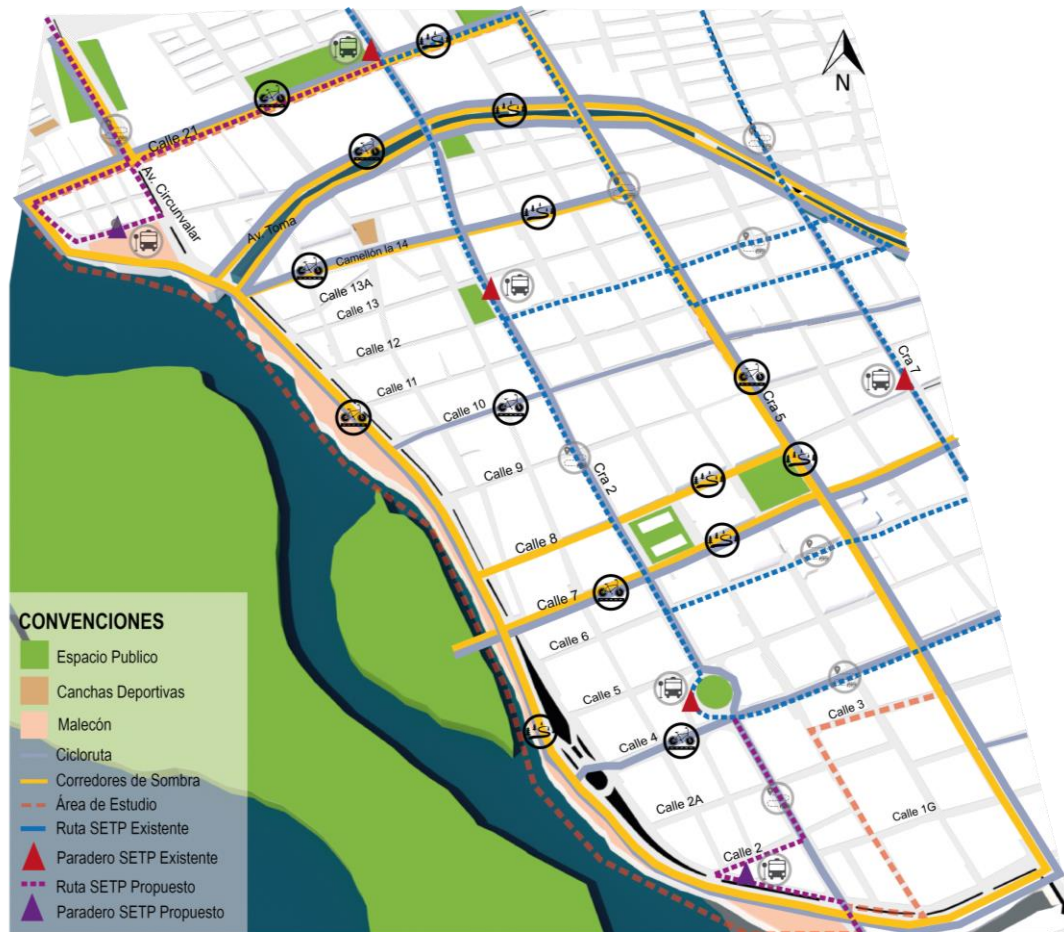 N
Calle 21
Av. Circunvalar
Av. Toma
Camellón la 14
Calle 13A
Calle 13
Calle 12
Calle 11
Calle 10
Cra 7
Cra 5
Calle 9
Cra 2
Calle 8
Calle 7
Calle 6
Calle 5
Calle 4
Calle 3
Calle 2A
Calle 1G
Calle 2
CONVENCIONES
Espacio Publico
Canchas Deportivas
Malecón
Cicloruta
Corredores de Sombra
Área de Estudio
Ruta SETP Existente
Paradero SETP Existente
Ruta SETP Propuesto
Paradero SETP Propuesto